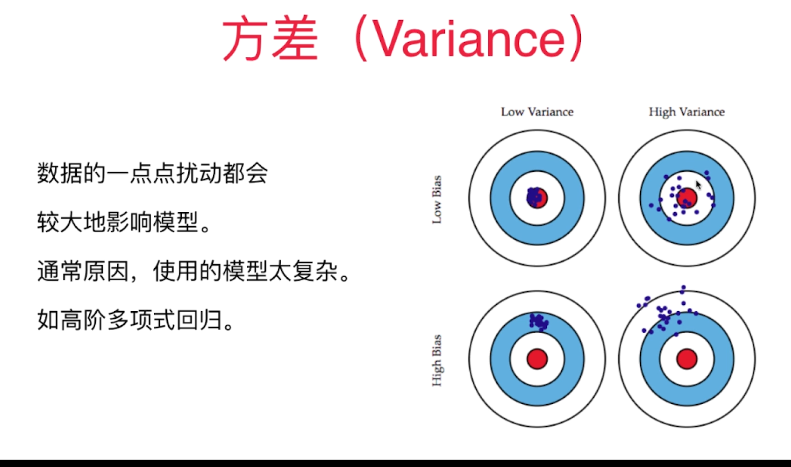 方差（Variance）
数据的一点点扰动都会
较大地影响模型。
通常原因，使用的模型太复杂。
如高阶多项式回归。
Low Variance
High Variance
Low Bias
High Bias